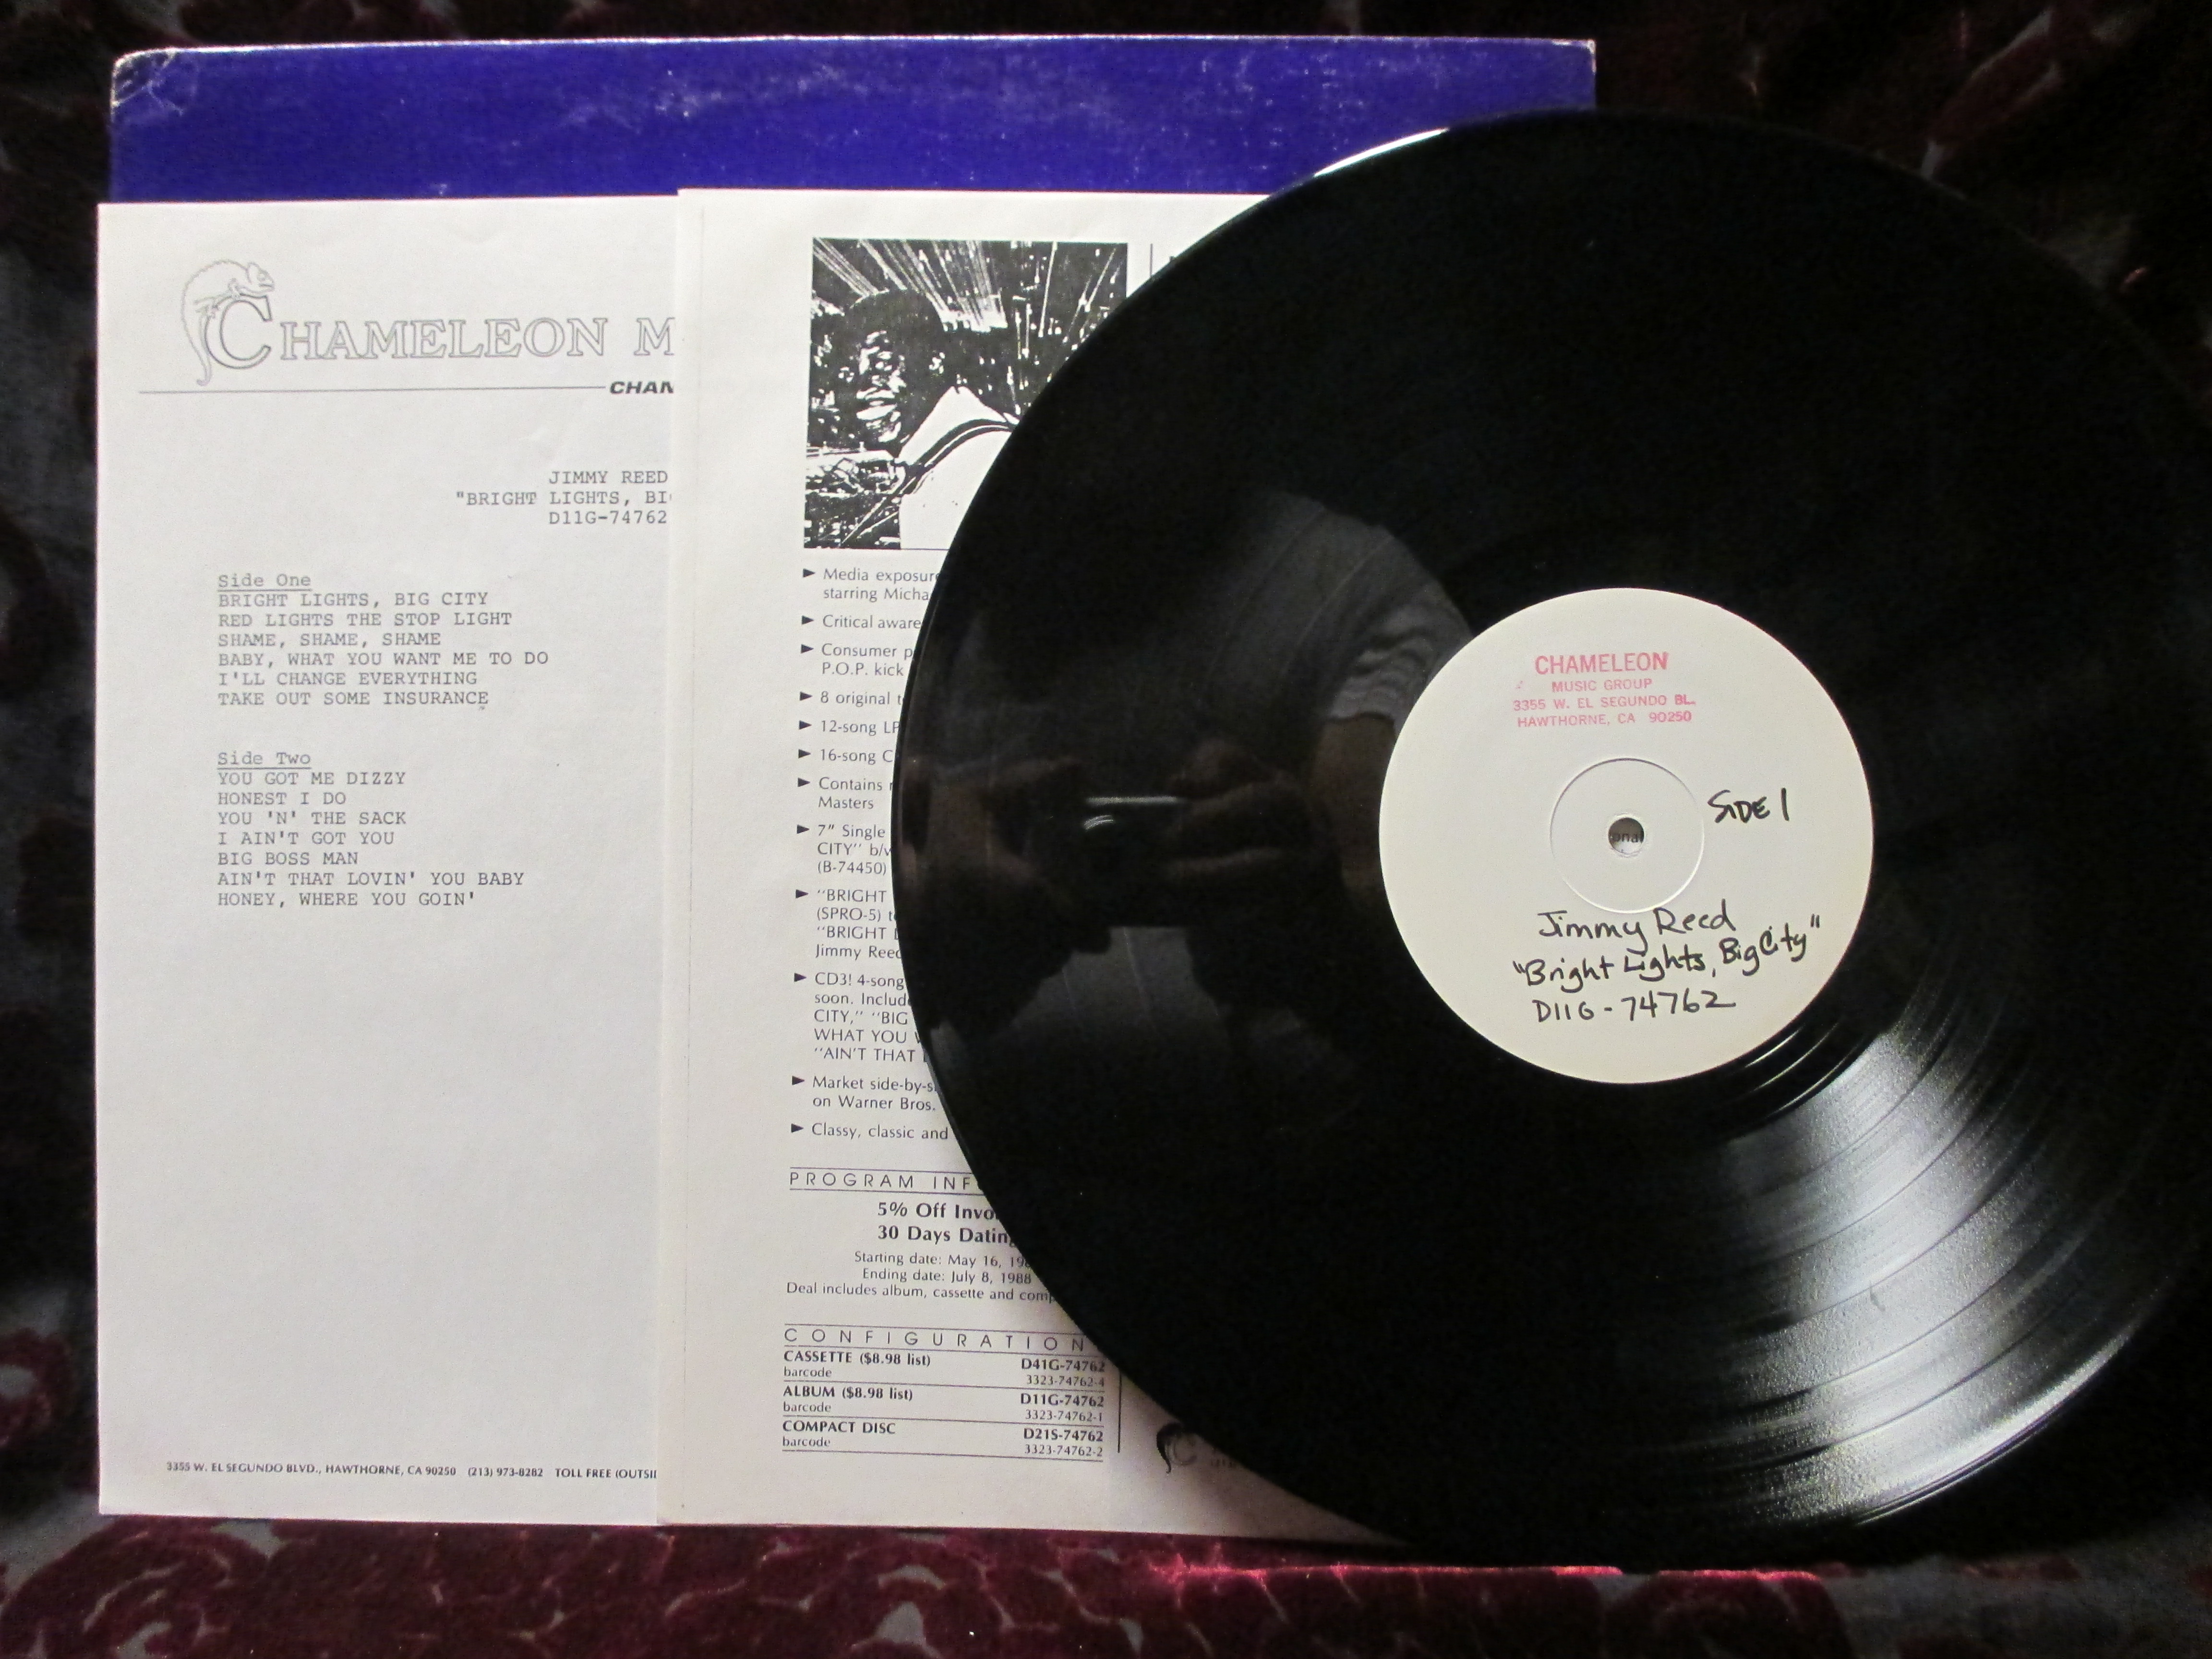 CHAMELEON M
CHAM
JIMMY REED
"BRIGHT LIGHTS, BI
D11G-74762
Side One
BRIGHT LIGHTS, BIG CITY
RED LIGHTS THE STOP LIGHT
SHAME, SHAME, SHAME
BABY, WHAT YOU WANT ME TO DO
I'LL CHANGE EVERYTHING
TAKE OUT SOME INSURANCE
Side Two
YOU GOT ME DIZZY
HONEST I DO
YOU 'N' THE SACK
I AIN'T GOT YOU
BIG BOSS MAN
AIN'T THAT LOVIN' YOU BABY
HONEY, WHERE YOU GOIN'
3355 W. EL SEGUNDO BLVD., HAWTHORNE, CA 90250 (213) 973-8282 TOLL FREE (OUTSI
► Media exposur
starring Micha
► Critical aware
► Consumer p
P.O.P. kick
► 8 original t
► 12-song LP
► 16-song C
► Contains
Masters
► 7" Single
CITY" b/w
(B-74450)
► "BRIGHT
(SPRO-5) t
"BRIGHT L
Jimmy Reed
► CD3! 4-song
soon. Includ
CITY," "BIG
WHAT YOU
"AIN'T THAT
► Market side-by-s
on Warner Bros.
► Classy, classic and
PROGRAM INF
5% Off Invo
30 Days Dating
Starting date: May 16, 198
Ending date: July 8, 1988
Deal includes album, cassette and comp
CONFIGURATION
CASSETTE ($8.98 list) D41G-74762
barcode 3323-74762-4
ALBUM ($8.98 list) D11G-74762
barcode 3323-74762-1
COMPACT DISC D21S-74762
barcode 3323-74762-2
CHAMELEON
MUSIC GROUP
3355 W. EL SEGUNDO BL.
HAWTHORNE, CA 90250
SIDE 1
onal
Jimmy Reed
"Bright Lights, Big City"
D11G-74762